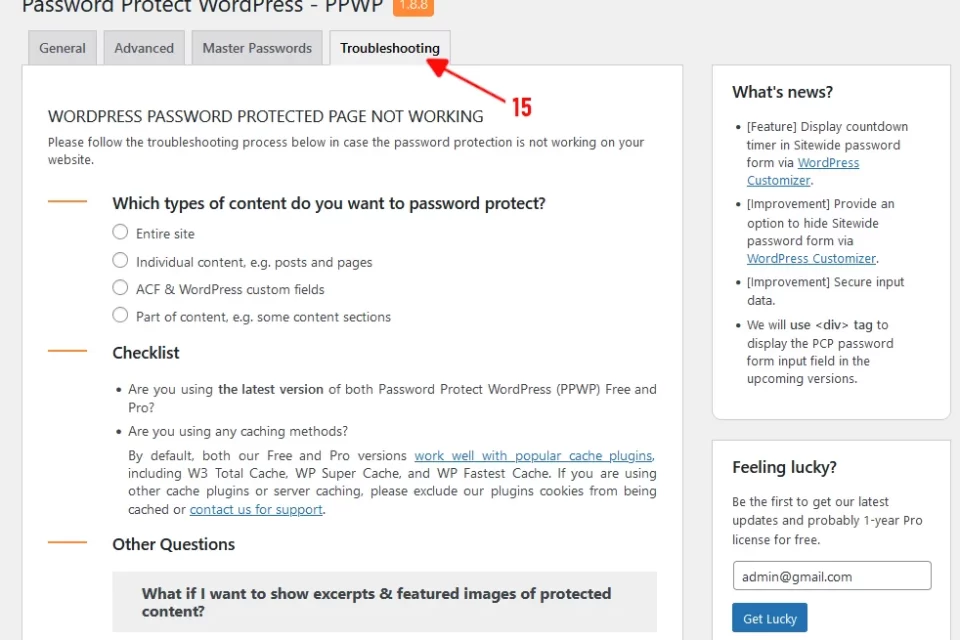 Password Protect WordPress - PPWP 1.8.8
General Advanced Master Passwords Troubleshooting
15
WORDPRESS PASSWORD PROTECTED PAGE NOT WORKING
Please follow the troubleshooting process below in case the password protection is not working on your
website.
Which types of content do you want to password protect?
Entire site
Individual content, e.g. posts and pages
ACF & WordPress custom fields
Part of content, e.g. some content sections
Checklist
• Are you using the latest version of both Password Protect WordPress (PPWP) Free and
Pro?
• Are you using any caching methods?
By default, both our Free and Pro versions work well with popular cache plugins,
including W3 Total Cache, WP Super Cache, and WP Fastest Cache. If you are using
other cache plugins or server caching, please exclude our plugins cookies from being
cached or contact us for support.
Other Questions
What if I want to show excerpts & featured images of protected
content?
What's news?
• [Feature] Display countdown
timer in Sitewide password
form via WordPress
Customizer.
• [Improvement] Provide an
option to hide Sitewide
password form via
WordPress Customizer.
• [Improvement] Secure input
data.
• We will use <div> tag to
display the PCP password
form input field in the
upcoming versions.
Feeling lucky?
Be the first to get our latest
updates and probably 1-year Pro
license for free.
admin@gmail.com
Get Lucky